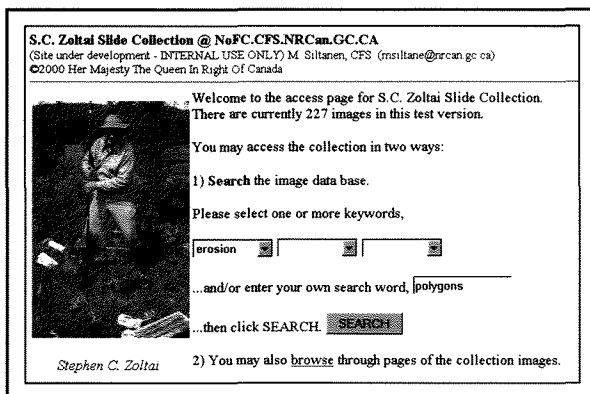 S.C. Zoltai Slide Collection @ NoFC.CFS.NRCan.GC.CA
(Site under development - INTERNAL USE ONLY) M. Siltanen, CFS (msiltane@nrcan.gc.ca)
©2000 Her Majesty The Queen In Right Of Canada
Welcome to the access page for S.C. Zoltai Slide Collection.
There are currently 227 images in this test version.
You may access the collection in two ways:
1) Search the image data base.
Please select one or more keywords,
erosion
...and/or enter your own search word, polygons
...then click SEARCH. SEARCH
Stephen C. Zoltai
2) You may also browse through pages of the collection images.